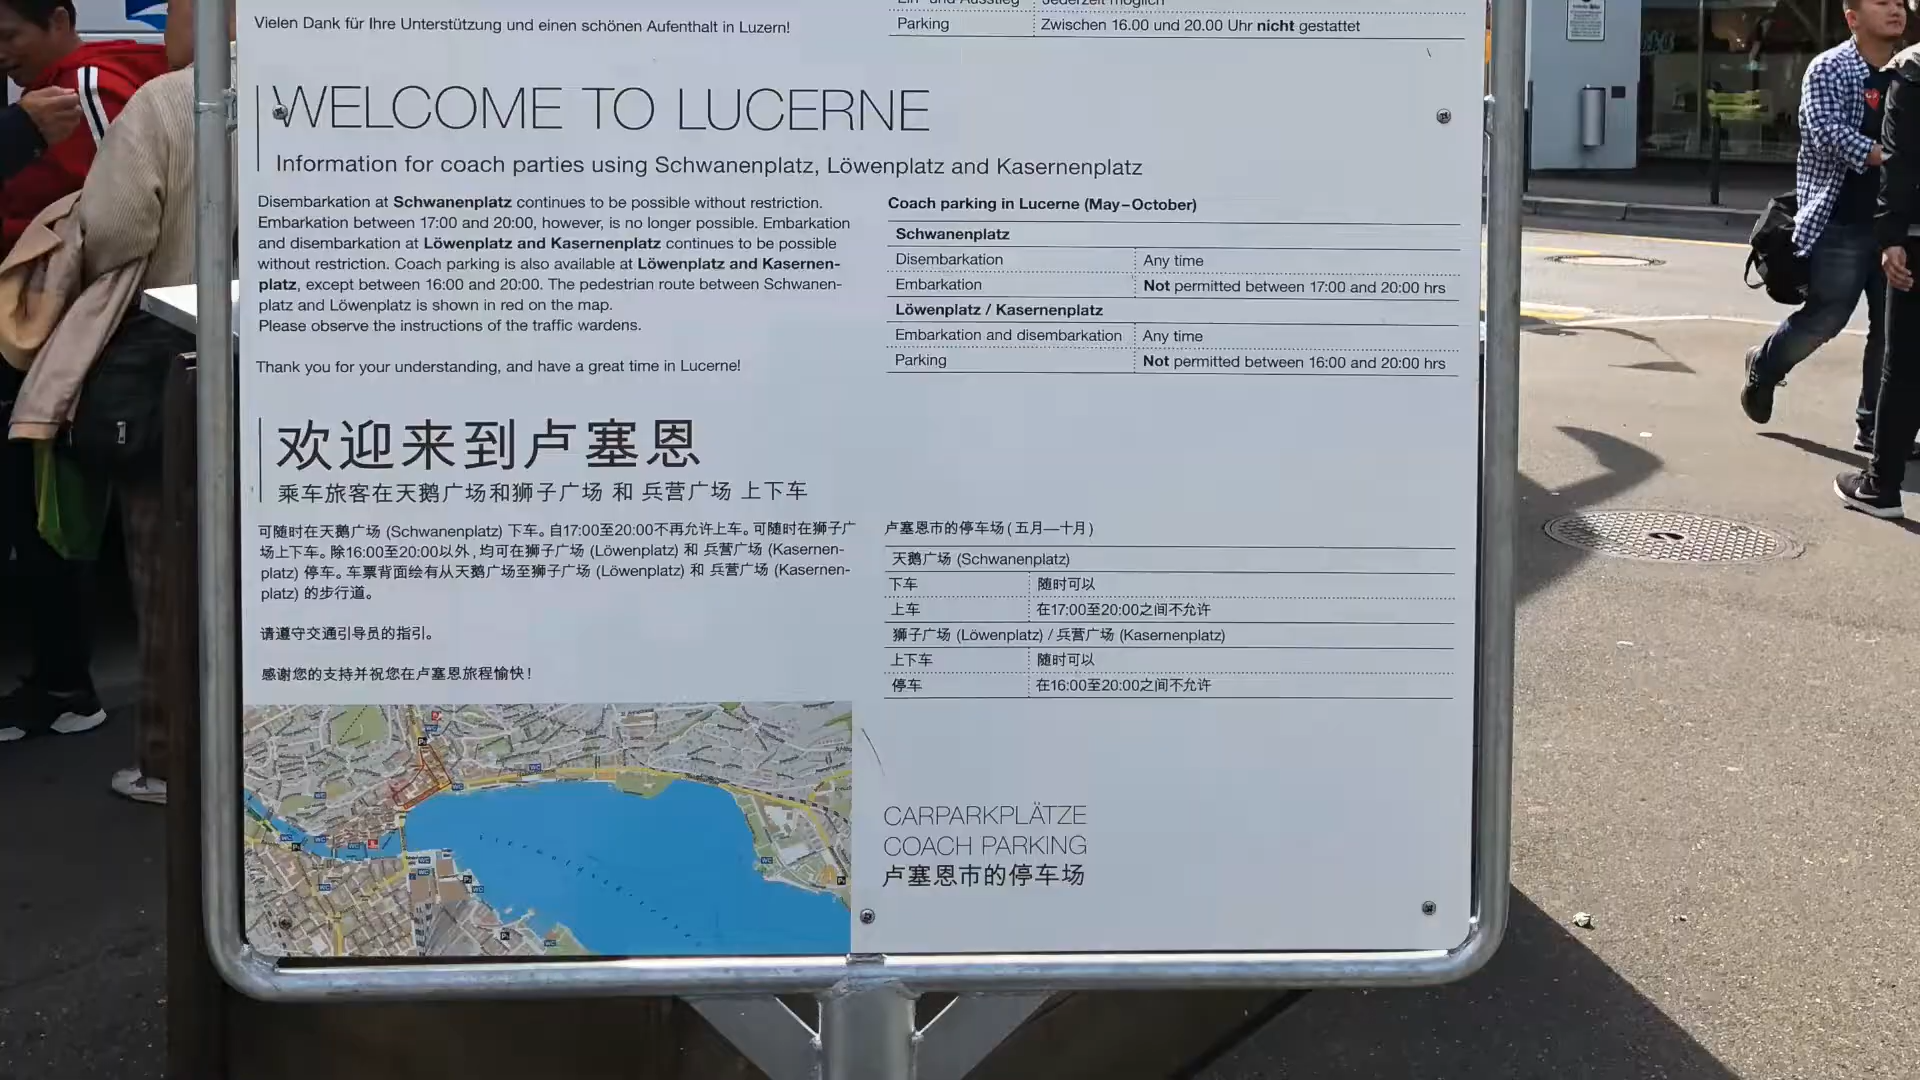 Vielen Dank für Ihre Unterstützung und einen schönen Aufenthalt in Luzern!
Ein- und Ausstieg Jederzeit möglich
Parking Zwischen 16.00 und 20.00 Uhr nicht gestattet
WELCOME TO LUCERNE
Information for coach parties using Schwanenplatz, Löwenplatz and Kasernenplatz
Disembarkation at Schwanenplatz continues to be possible without restriction.
Embarkation between 17:00 and 20:00, however, is no longer possible. Embarkation
and disembarkation at Löwenplatz and Kasernenplatz continues to be possible
without restriction. Coach parking is also available at Löwenplatz and Kasernen-
platz, except between 16:00 and 20:00. The pedestrian route between Schwanen-
platz and Löwenplatz is shown in red on the map.
Please observe the instructions of the traffic wardens.
Thank you for your understanding, and have a great time in Lucerne!
Coach parking in Lucerne (May–October)
Schwanenplatz
Disembarkation Any time
Embarkation Not permitted between 17:00 and 20:00 hrs
Löwenplatz / Kasernenplatz
Embarkation and disembarkation Any time
Parking Not permitted between 16:00 and 20:00 hrs
欢迎来到卢塞恩
乘车旅客在天鹅广场和狮子广场 和 兵营广场 上下车
可随时在天鹅广场 (Schwanenplatz) 下车。自17:00至20:00不再允许上车。可随时在狮子广
场上下车。除16:00至20:00以外,均可在狮子广场 (Löwenplatz) 和 兵营广场 (Kasernen-
platz) 停车。车票背面绘有从天鹅广场至狮子广场 (Löwenplatz) 和 兵营广场 (Kasernen-
platz) 的步行道。
请遵守交通引导员的指引。
感谢您的支持并祝您在卢塞恩旅程愉快!
卢塞恩市的停车场 (五月—十月)
天鹅广场 (Schwanenplatz)
下车 随时可以
上车 在17:00至20:00之间不允许
狮子广场 (Löwenplatz) / 兵营广场 (Kasernenplatz)
上下车 随时可以
停车 在16:00至20:00之间不允许
CARPARKPLÄTZE
COACH PARKING
卢塞恩市的停车场